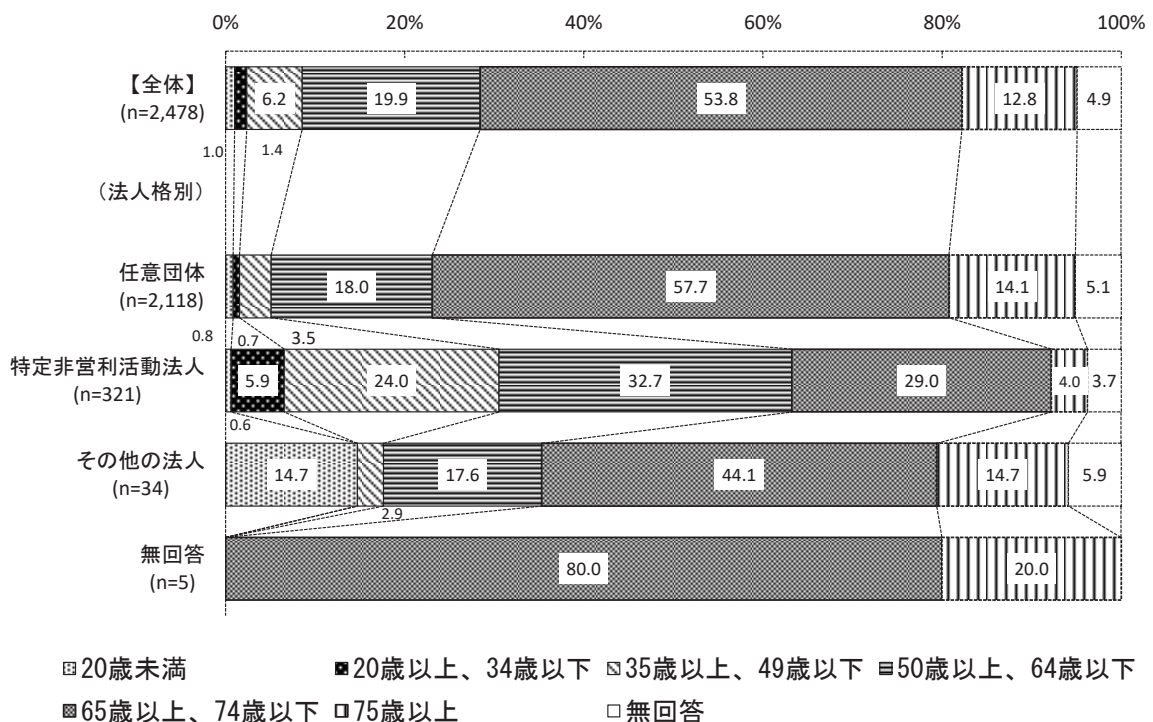 0% 20% 40% 60% 80% 100%
【全体】
(n=2,478)
6.2 19.9 53.8 12.8 4.9
1.0 1.4
（法人格別）
任意団体
(n=2,118)
18.0 57.7 14.1 5.1
0.8 0.7 3.5
特定非営利活動法人
(n=321)
5.9 24.0 32.7 29.0 4.0 3.7
0.6
その他の法人
(n=34)
14.7 17.6 44.1 14.7 5.9
2.9
無回答
(n=5)
80.0 20.0
20歳未満 20歳以上、34歳以下 35歳以上、49歳以下 50歳以上、64歳以下
65歳以上、74歳以下 75歳以上 無回答